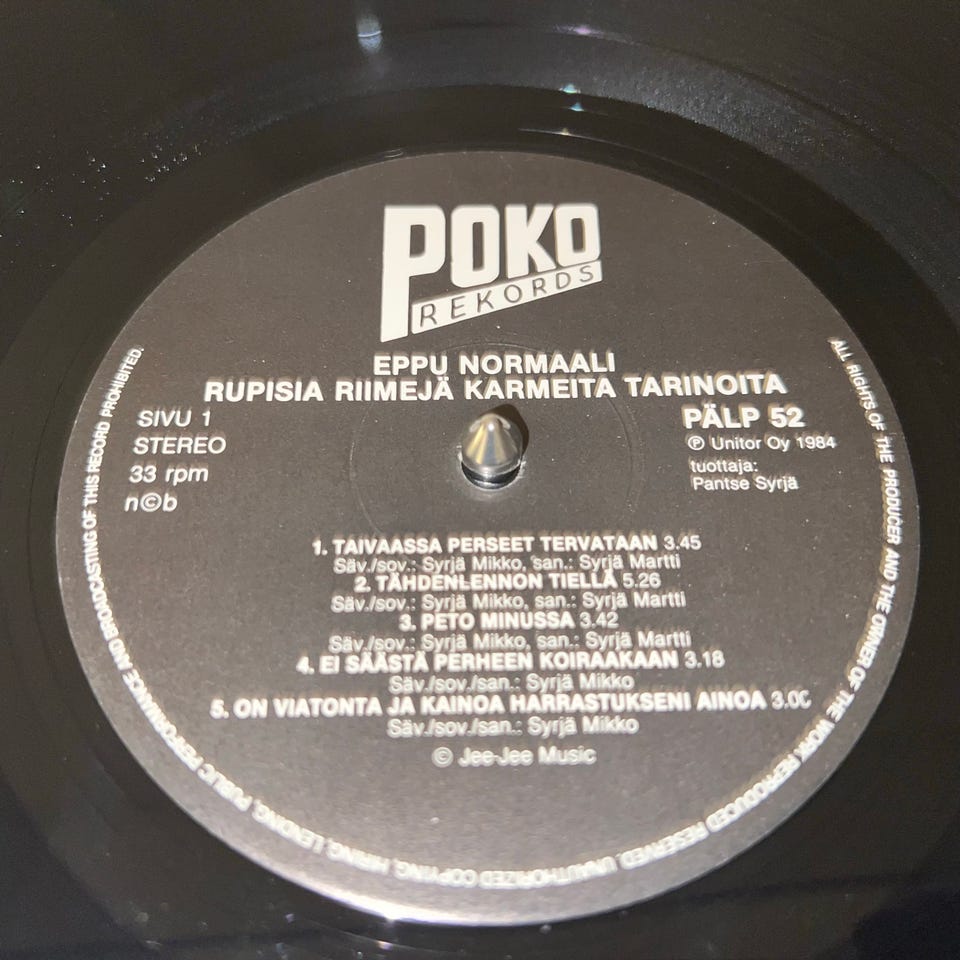 POKO
REKORDS
EPPU NORMAALI
RUPISIA RIIMEJÄ KARMEITA TARINOITA
SIVU 1
STEREO
33 rpm
n©b
PÄLP 52
℗ Unitor Oy 1984
tuottaja:
Pantse Syrjä
1. TAIVAASSA PERSEET TERVATAAN 3.45
Säv./sov.: Syrjä Mikko, san.: Syrjä Martti
2. TÄHDENLENNON TIELLÄ 5.26
Säv./sov.: Syrjä Mikko, san.: Syrjä Martti
3. PETO MINUSSA 3.42
Säv./sov.: Syrjä Mikko, san.: Syrjä Martti
4. EI SÄÄSTÄ PERHEEN KOIRAAKAAN 3.18
Säv./sov./san.: Syrjä Mikko
5. ON VIATONTA JA KAINOA HARRASTUKSENI AINOA 3.00
Säv./sov./san.: Syrjä Mikko
© Jee-Jee Music
ALL RIGHTS OF THE PRODUCER AND THE OWNER OF THE WORK REPRODUCED RESERVED. UNAUTHORIZED COPYING, HIRING, LENDING, PUBLIC PERFORMANCE AND BROADCASTING OF THIS RECORD PROHIBITED.